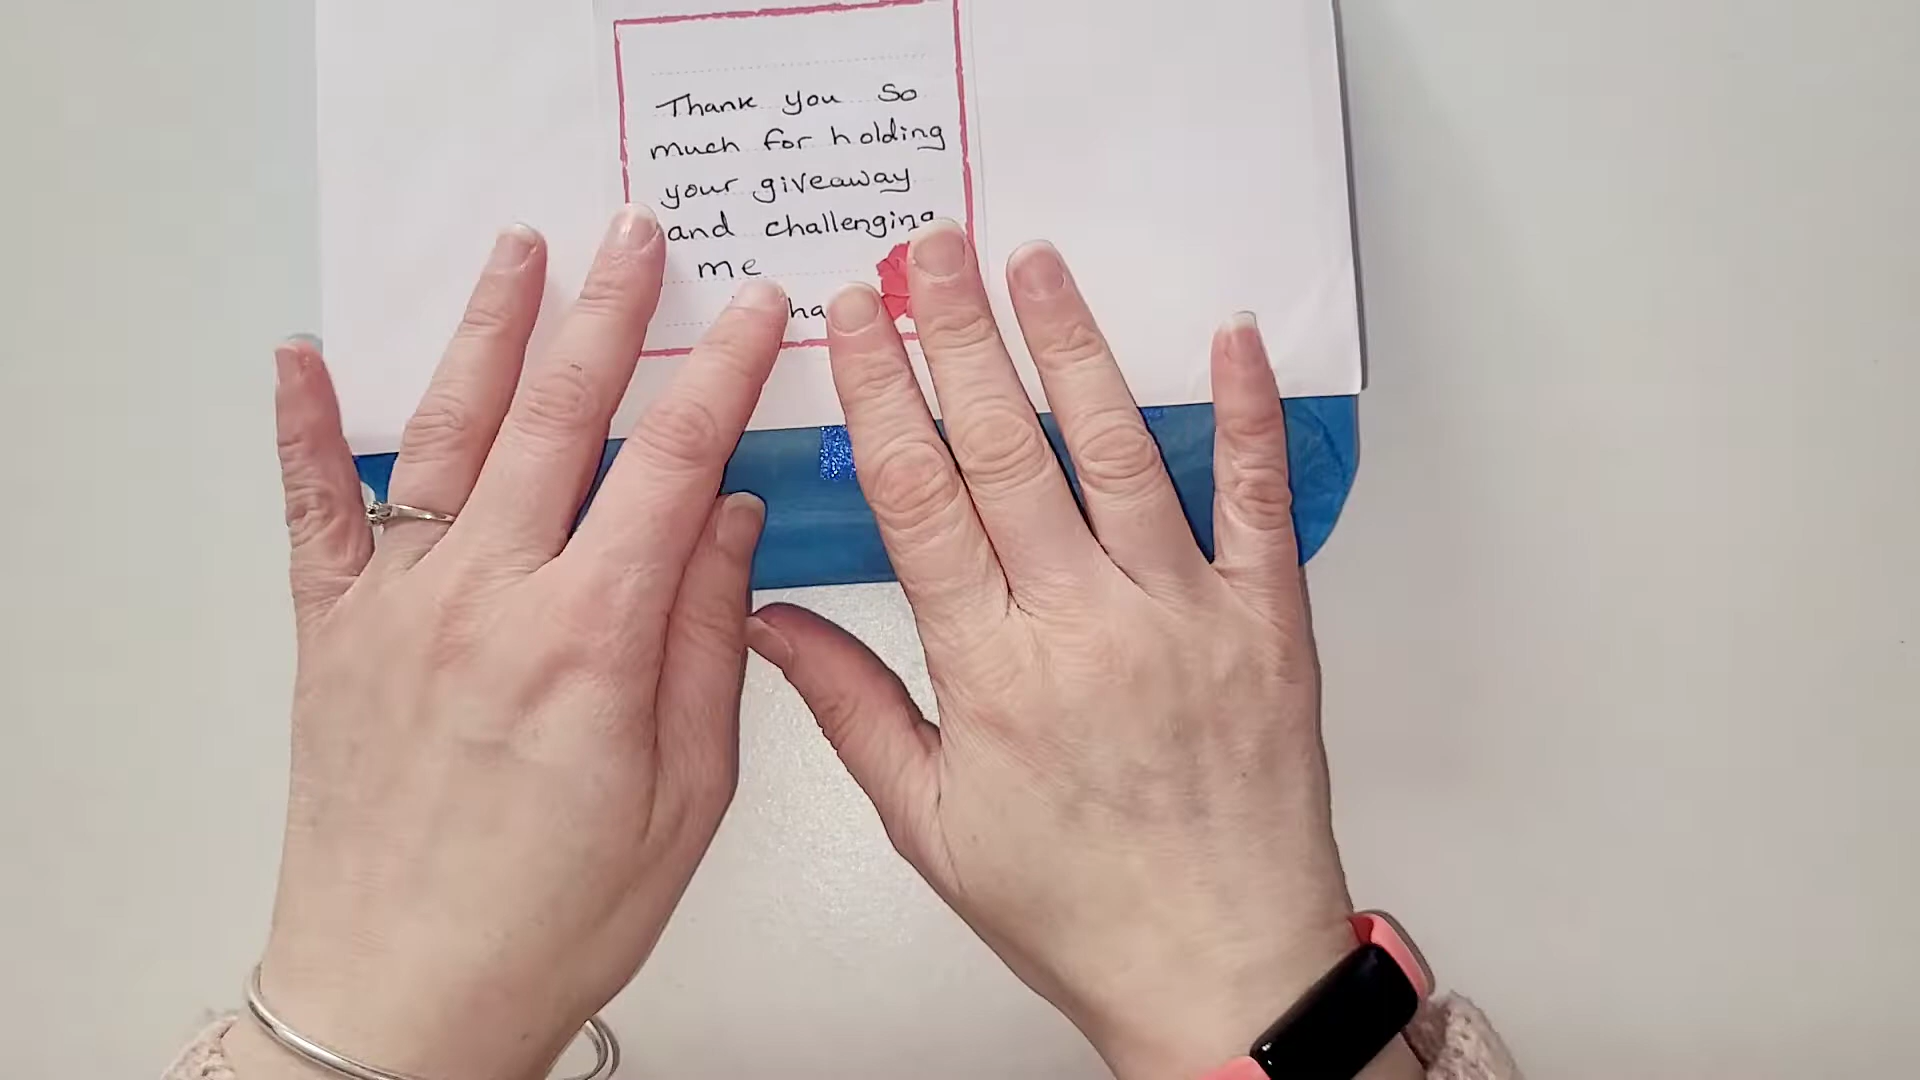 Thank you So
much for holding
your giveaway
and challenging
me